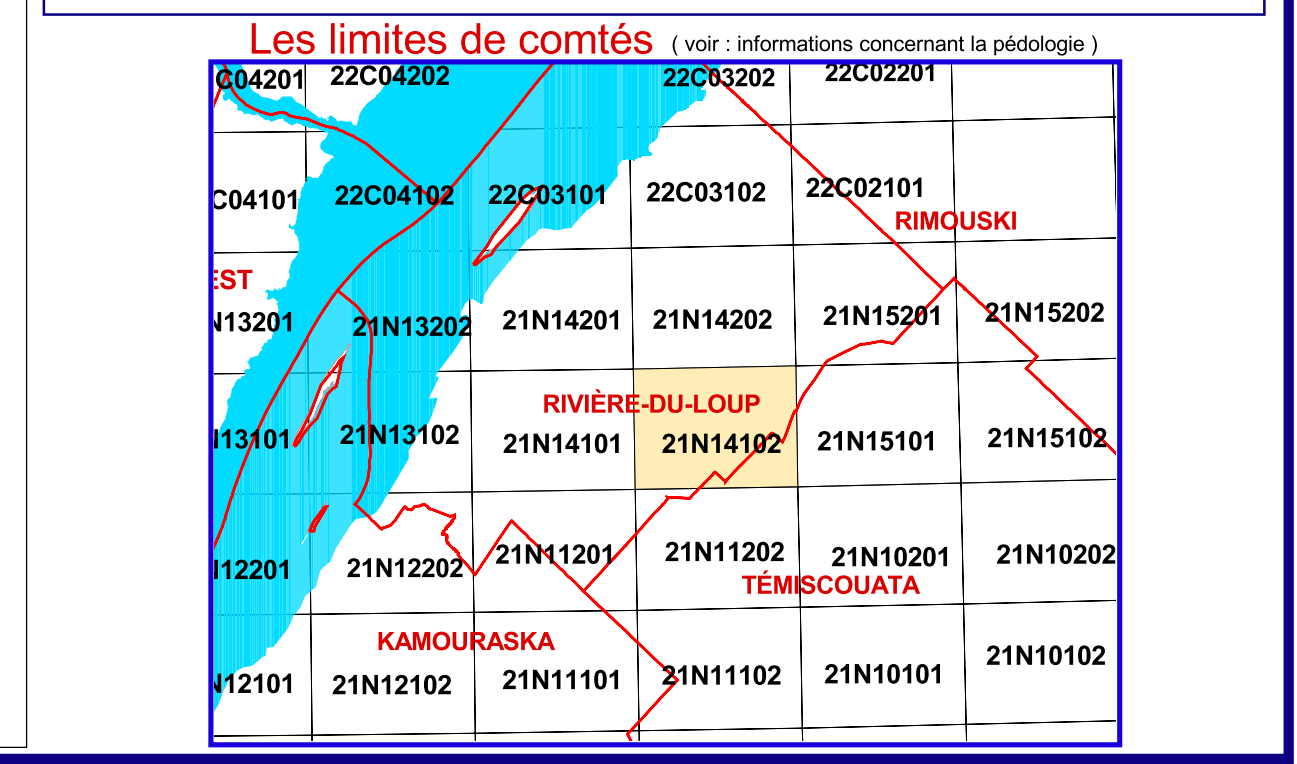 Les limites de comtés ( voir : informations concernant la pédologie )
C04201 22C04202 22C03202 22C02201
C04101 22C04102 22C03101 22C03102 22C02101
RIMOUSKI
EST
N13201 21N13202 21N14201 21N14202 21N15201 21N15202
RIVIÈRE-DU-LOUP
N13101 21N13102 21N14101 21N14102 21N15101 21N15102
N12201 21N12202 21N11201 21N11202 21N10201 21N10202
TÉMISCOUATA
KAMOURASKA
N12101 21N12102 21N11101 21N11102 21N10101 21N10102